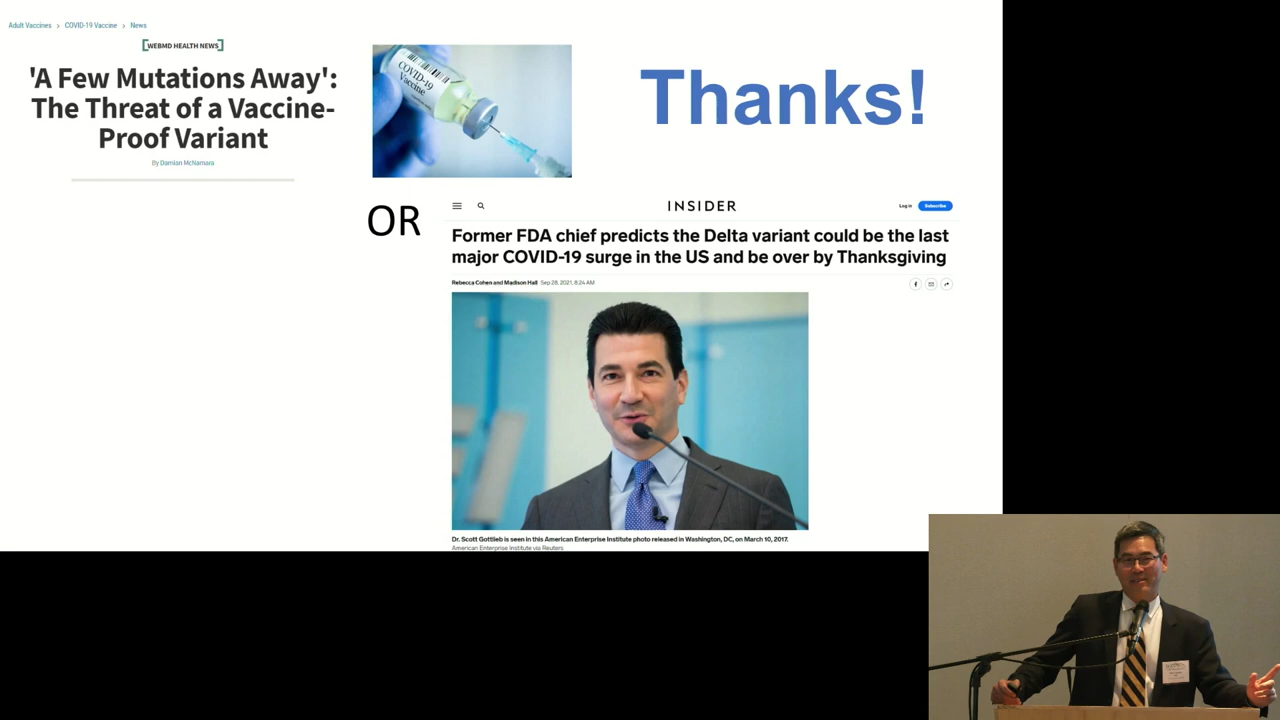 Adult Vaccines > COVID-19 Vaccine > News
[WEBMD HEALTH NEWS]
'A Few Mutations Away':
The Threat of a Vaccine-
Proof Variant
By Damian McNamara
COVID-19
Vaccine
Thanks!
OR
INSIDER
Log in
Subscribe
Former FDA chief predicts the Delta variant could be the last
major COVID-19 surge in the US and be over by Thanksgiving
Rebecca Cohen and Madison Hall Sep 28, 2021, 8:24 AM
Dr. Scott Gottlieb is seen in this American Enterprise Institute photo released in Washington, DC, on March 10, 2017.
American Enterprise Institute via Reuters